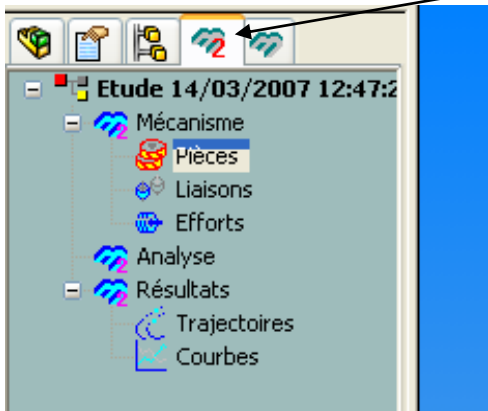 Etude 14/03/2007 12:47:2
Mécanisme
Pièces
Liaisons
Efforts
Analyse
Résultats
Trajectoires
Courbes